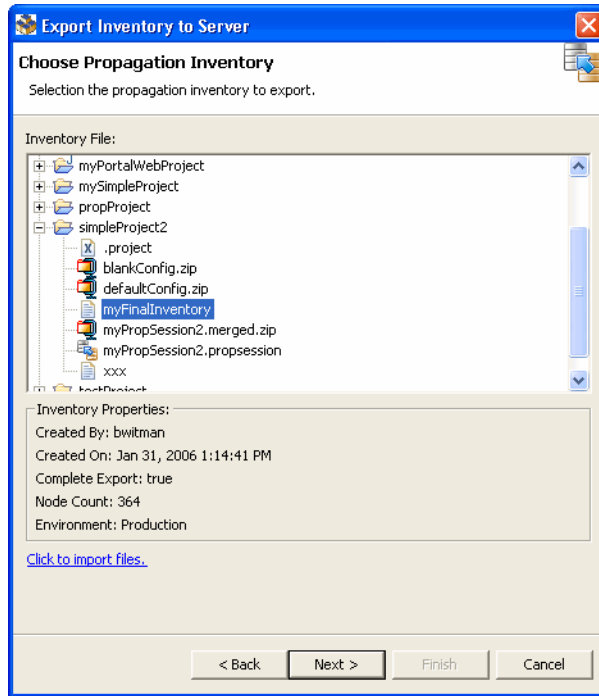 Export Inventory to Server
Choose Propagation Inventory
Selection the propagation inventory to export.
Inventory File:
myPortalWebProject
mySimpleProject
propProject
simpleProject2
.project
blankConfig.zip
defaultConfig.zip
myFinalInventory
myPropSession2.merged.zip
myPropSession2.propsession
xxx
testProject
Inventory Properties:
Created By: bwitman
Created On: Jan 31, 2006 1:14:41 PM
Complete Export: true
Node Count: 364
Environment: Production
Click to import files.
< Back Next > Finish Cancel